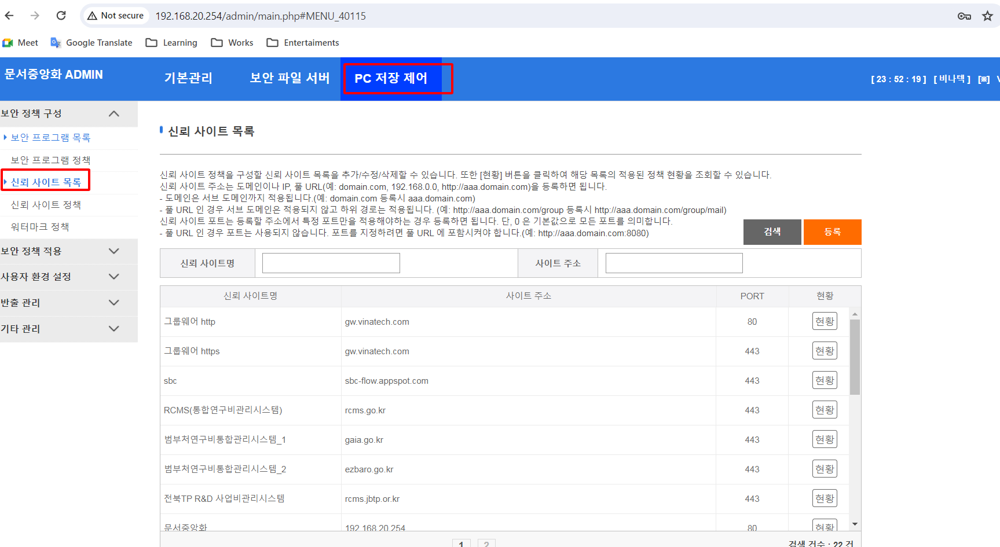 Not secure 192.168.20.254/admin/main.php#MENU_40115
Meet Google Translate Learning Works Entertaiments
문서중앙화 ADMIN 기본관리 보안 파일 서버 PC 저장 제어 [ 23 : 52 : 19 ] [ 비나텍 ] [※]
보안 정책 구성
보안 프로그램 목록
보안 프로그램 정책
신뢰 사이트 목록
신뢰 사이트 정책
워터마크 정책
보안 정책 적용
사용자 환경 설정
반출 관리
기타 관리
신뢰 사이트 목록
신뢰 사이트 정책을 구성할 신뢰 사이트 목록을 추가/수정/삭제할 수 있습니다. 또한 [현황] 버튼을 클릭하여 해당 목록의 적용된 정책 현황을 조회할 수 있습니다.
신뢰 사이트 주소는 도메인이나 IP, 풀 URL(예: domain.com, 192.168.0.0, http://aaa.domain.com)을 등록하면 됩니다.
- 도메인은 서브 도메인까지 적용됩니다.(예: domain.com 등록시 aaa.domain.com)
- 풀 URL 인 경우 서브 도메인은 적용되지 않고 하위 경로는 적용됩니다. (예: http://aaa.domain.com/group 등록시 http://aaa.domain.com/group/mail)
신뢰 사이트 포트는 등록할 주소에서 특정 포트만을 적용해야하는 경우 등록하면 됩니다. 단, 0 은 기본값으로 모든 포트를 의미합니다.
- 풀 URL 인 경우 포트는 사용되지 않습니다. 포트를 지정하려면 풀 URL 에 포함시켜야 합니다.(예: http://aaa.domain.com:8080)
검색 등록
신뢰 사이트명 사이트 주소
신뢰 사이트명 사이트 주소 PORT 현황
그룹웨어 http gw.vinatech.com 80 현황
그룹웨어 https gw.vinatech.com 443 현황
sbc sbc-flow.appspot.com 443 현황
RCMS(통합연구비관리시스템) rcms.go.kr 443 현황
범부처연구비통합관리시스템_1 gaia.go.kr 443 현황
범부처연구비통합관리시스템_2 ezbaro.go.kr 443 현황
전북TP R&D 사업비관리시스템 rcms.jbtp.or.kr 443 현황
문서중앙화 192.168.20.254 80 현황
1 2 검색 건수 : 22 건